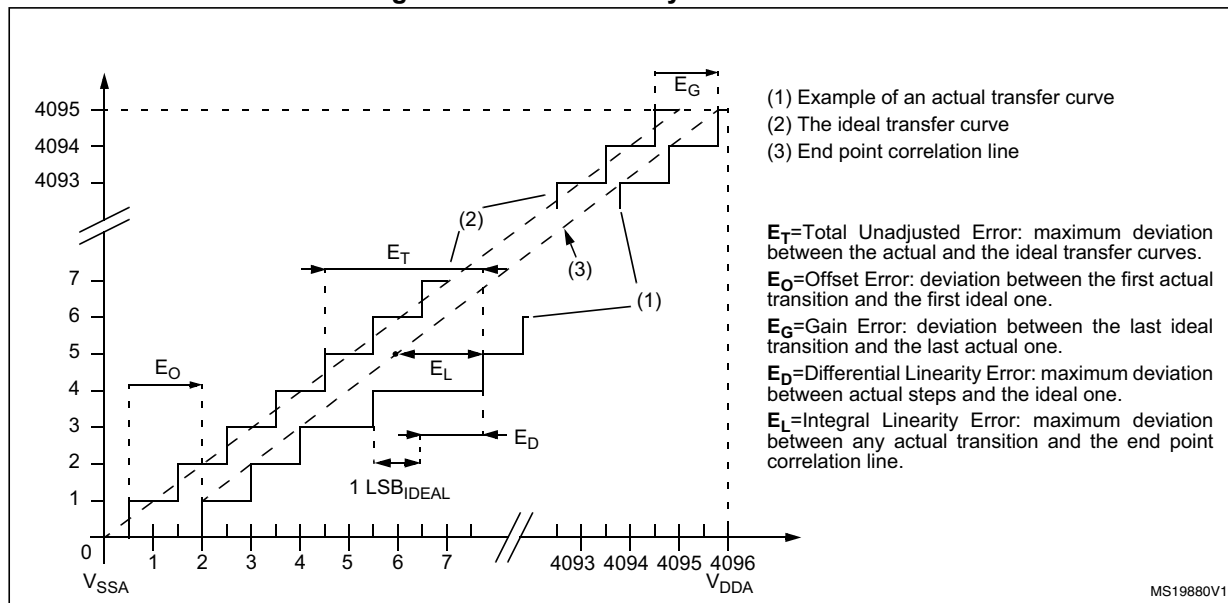 E_G
4095
4094
4093
(1) Example of an actual transfer curve
(2) The ideal transfer curve
(3) End point correlation line
(2)
E_T
(3)
(1)
7
6
5
4
3
2
1
0
E_O
E_L
E_D
1 LSB_IDEAL
E_T=Total Unadjusted Error: maximum deviation
between the actual and the ideal transfer curves.
E_O=Offset Error: deviation between the first actual
transition and the first ideal one.
E_G=Gain Error: deviation between the last ideal
transition and the last actual one.
E_D=Differential Linearity Error: maximum deviation
between actual steps and the ideal one.
E_L=Integral Linearity Error: maximum deviation
between any actual transition and the end point
correlation line.
1 2 3 4 5 6 7 4093 4094 4095 4096
V_SSA V_DDA
MS19880V1